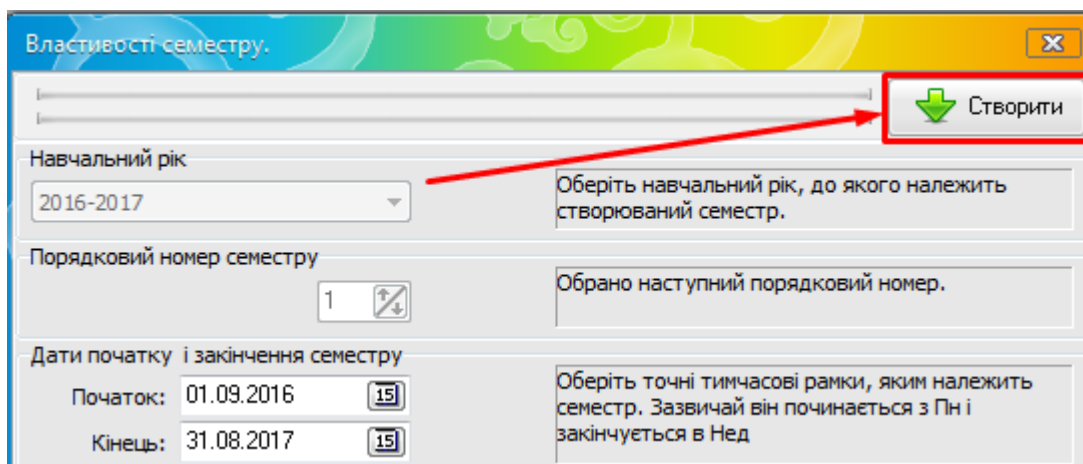 Властивості семестру.
Створити
Навчальний рік
2016-2017
Оберіть навчальний рік, до якого належить
створюваний семестр.
Порядковий номер семестру
1
Обрано наступний порядковий номер.
Дати початку і закінчення семестру
Початок: 01.09.2016 15
Кінець: 31.08.2017 15
Оберіть точні тимчасові рамки, яким належить
семестр. Зазвичай він починається з Пн і
закінчується в Нед